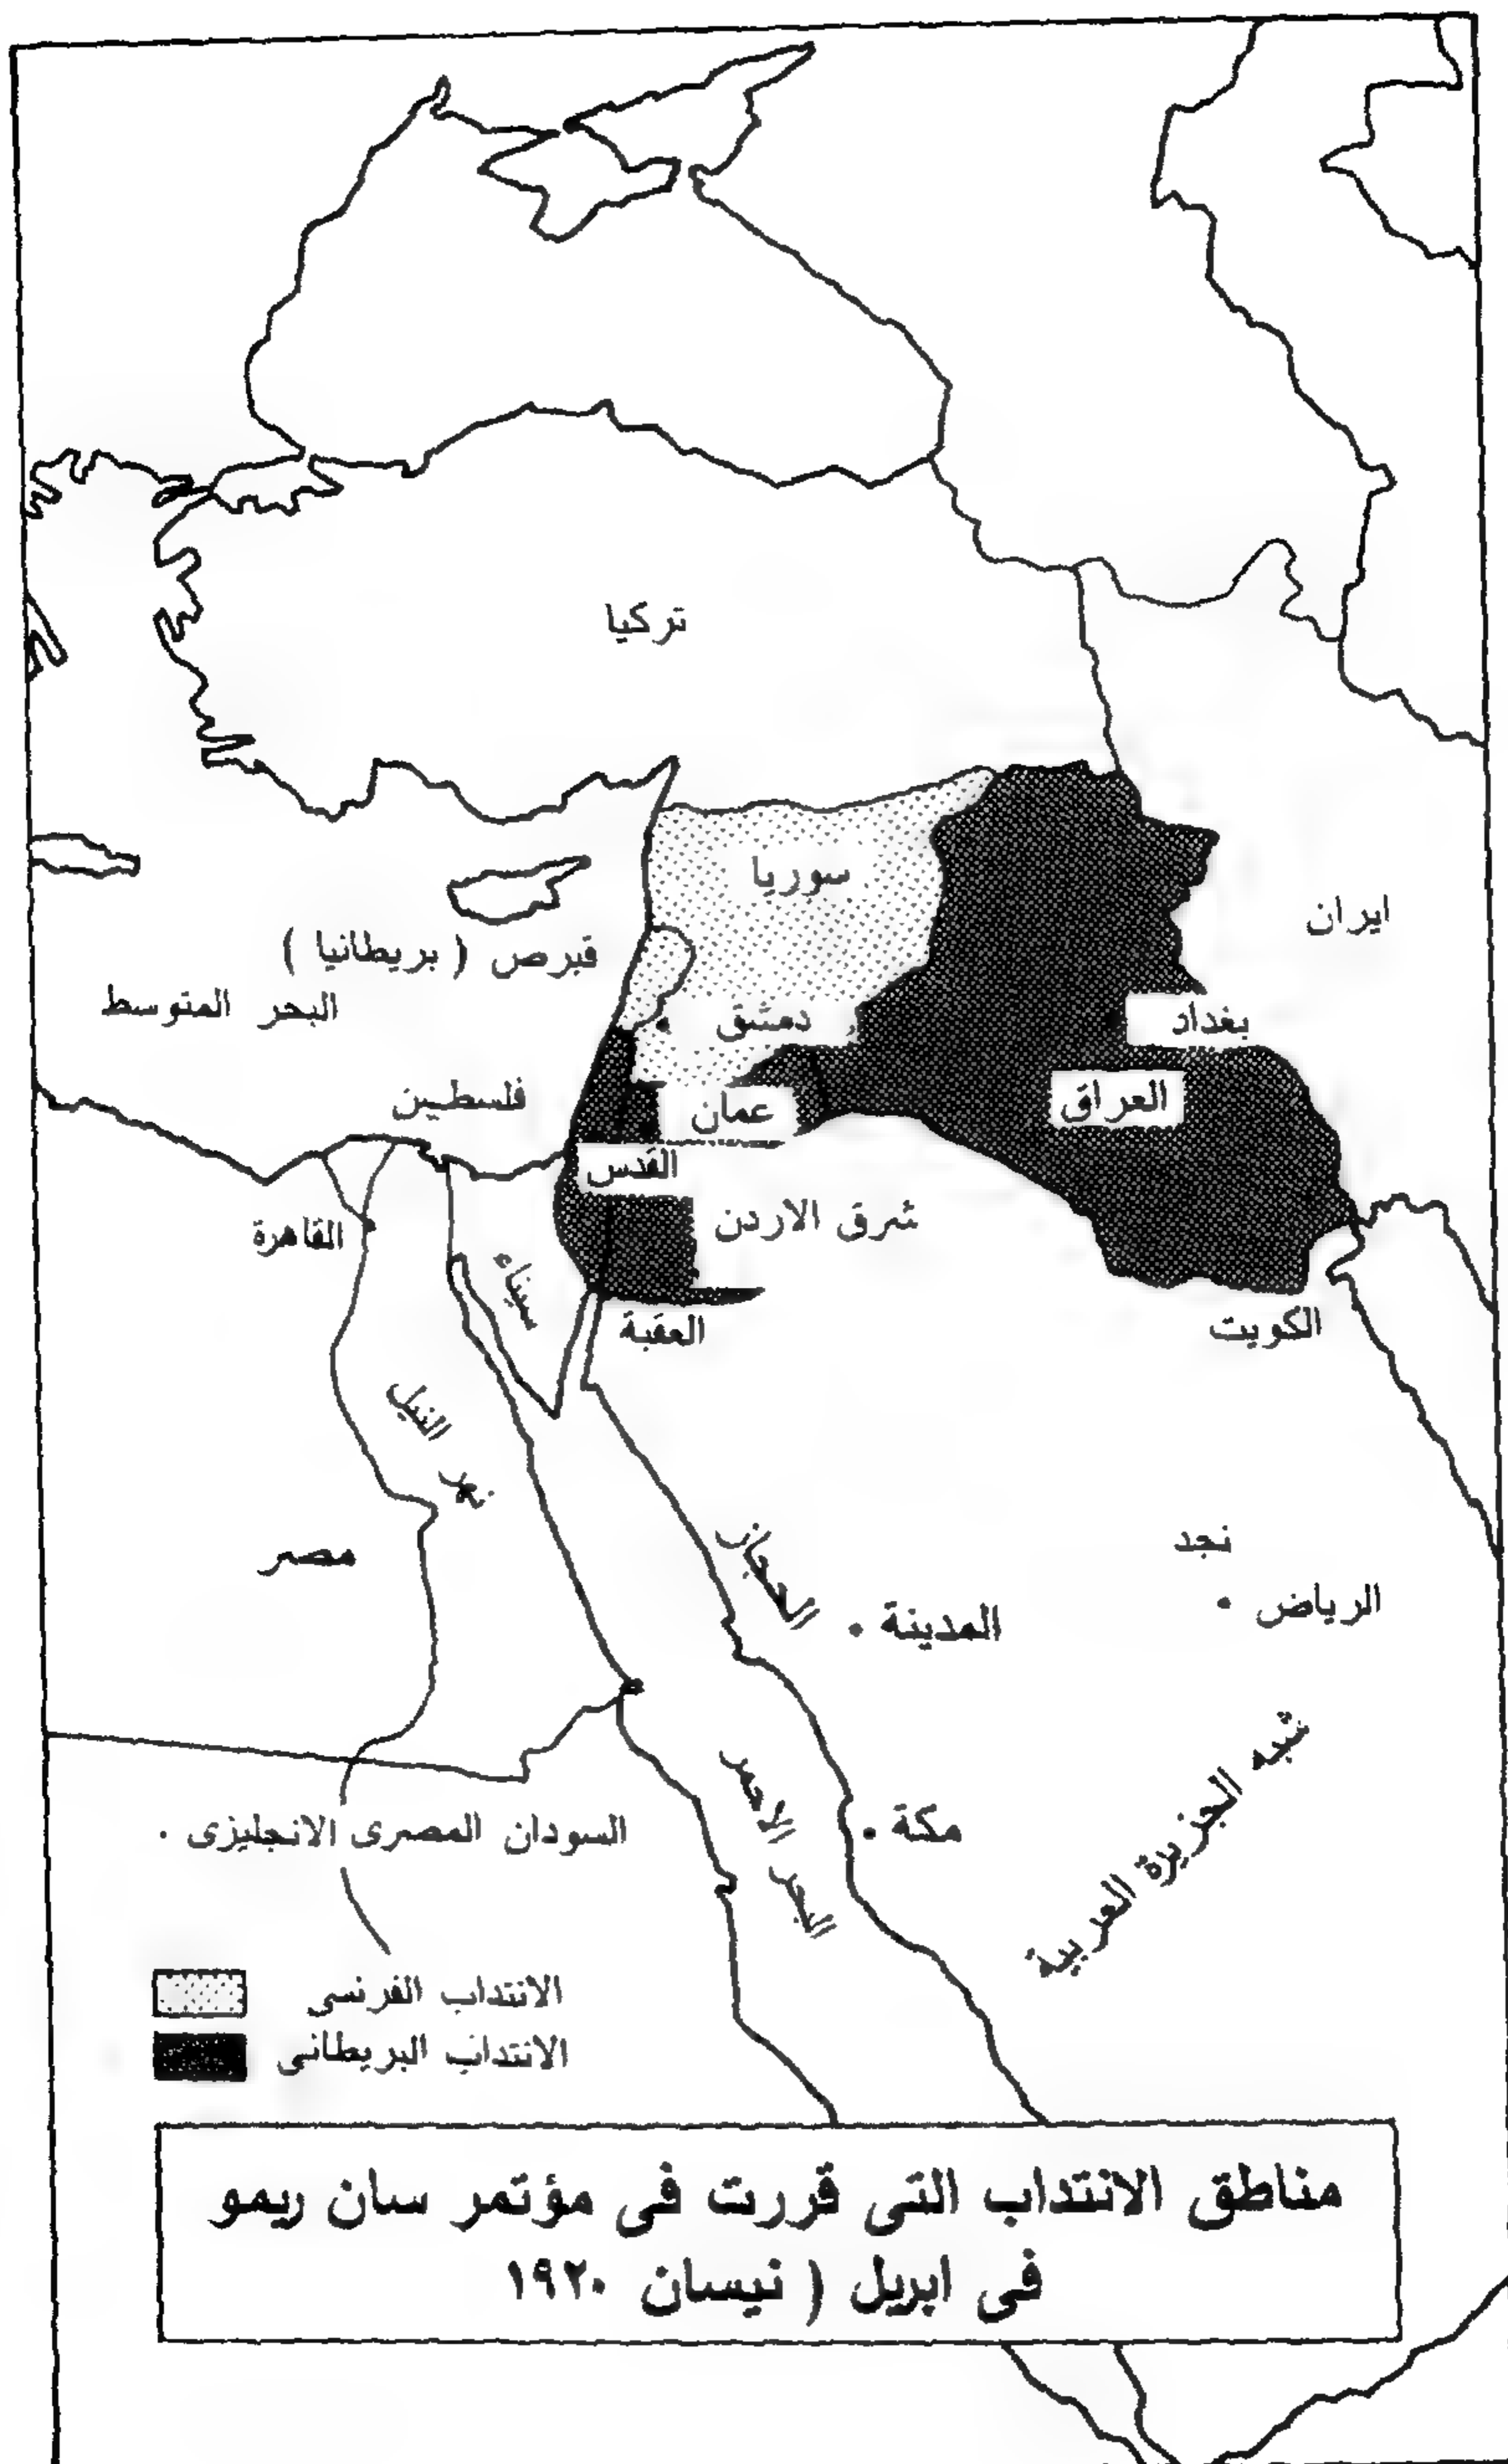 تركيا
سوريا
ايران
قبرص ( بريطانيا )
البحر المتوسط
دمشق
بغداد
فلسطين
عمان
العراق
القدس
شرق الاردن
القاهرة
سيناء
العقبة
الكويت
نهر النيل
مصر
الحجاز
المدينة
نجد
الرياض
شبه الجزيرة العربية
البحر الاحمر
مكة
السودان المصرى الانجليزى
الانتداب الفرنسى
الانتداب البريطانى
مناطق الانتداب التى قررت فى مؤتمر سان ريمو
فى ابريل ( نيسان ١٩٢٠